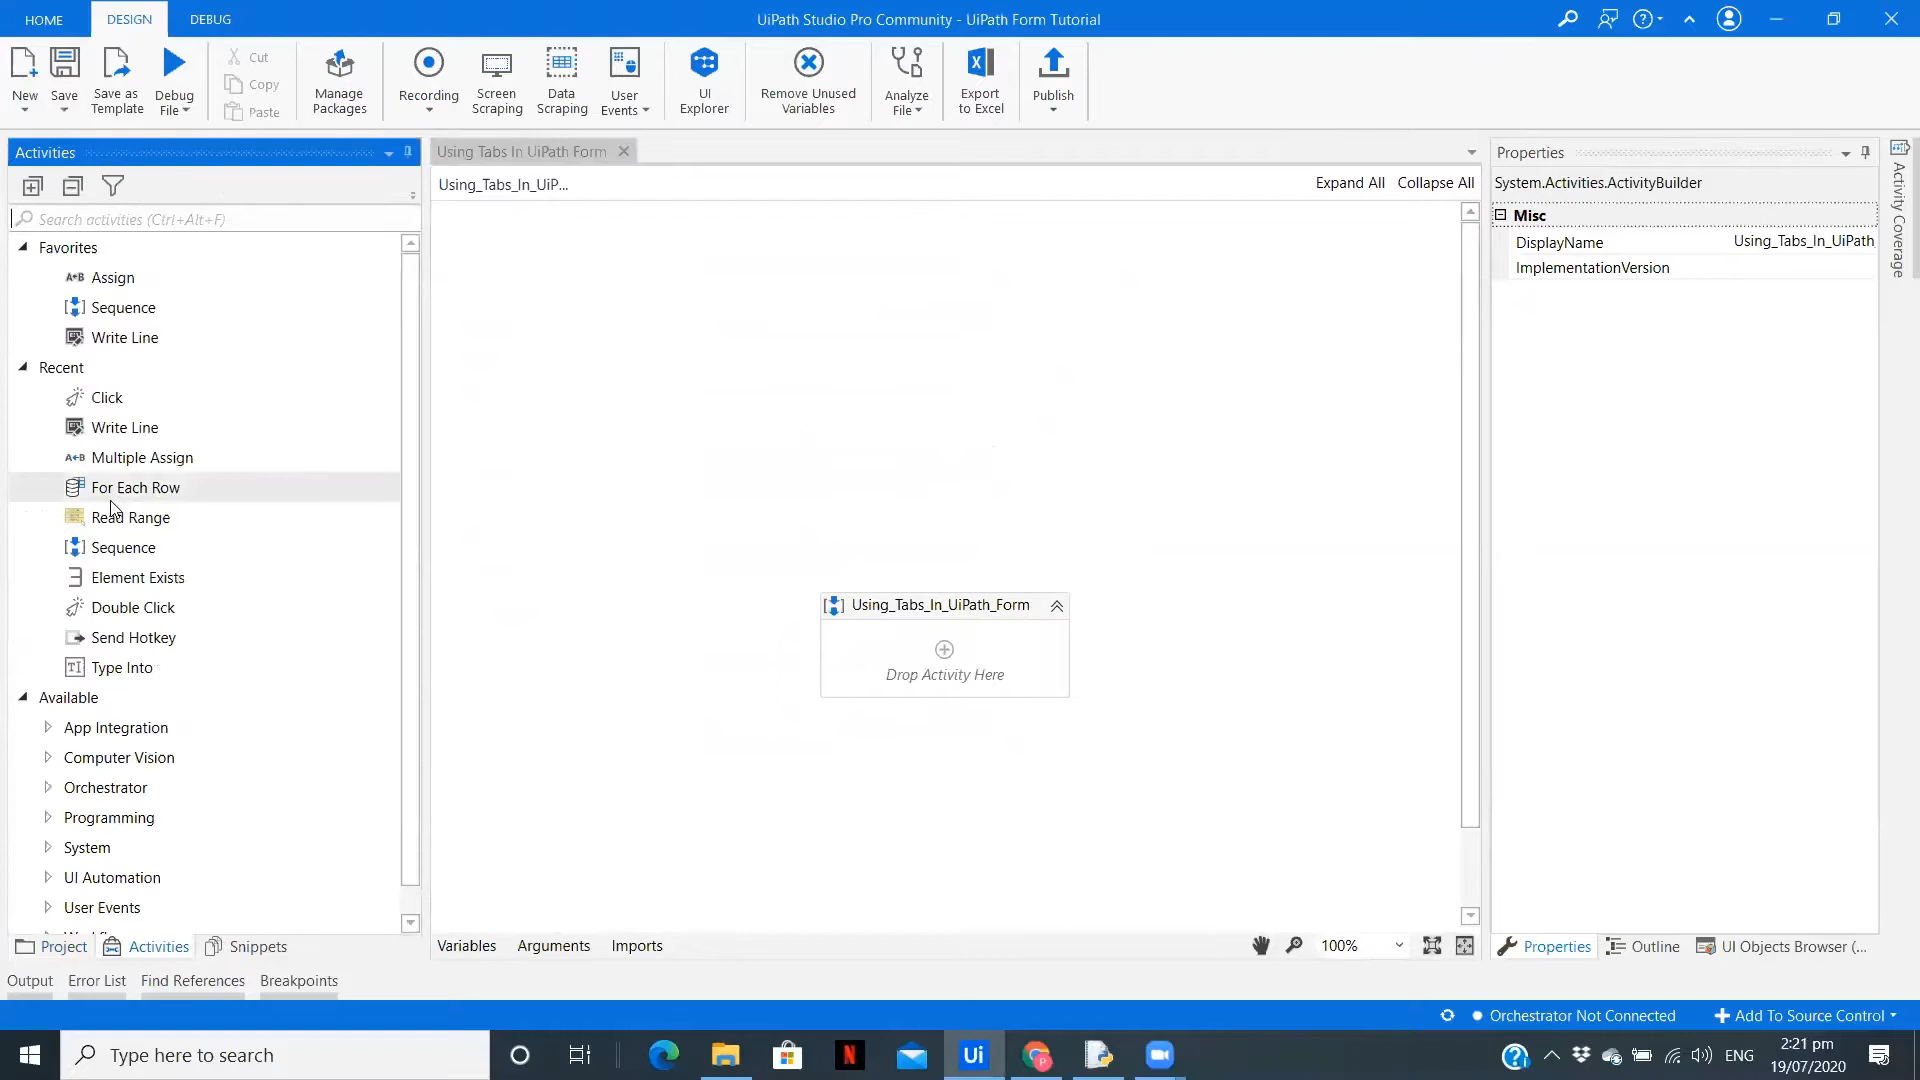 HOME
DESIGN
DEBUG
UiPath Studio Pro Community - UiPath Form Tutorial
New
Save
Save as Template
Debug File
Cut
Copy
Paste
Manage Packages
Recording
Screen Scraping
Data Scraping
User Events
UI Explorer
Remove Unused Variables
Analyze File
Export to Excel
Publish
Activities
Search activities (Ctrl+Alt+F)
Favorites
Assign
Sequence
Write Line
Recent
Click
Write Line
Multiple Assign
For Each Row
Read Range
Sequence
Element Exists
Double Click
Send Hotkey
Type Into
Available
App Integration
Computer Vision
Orchestrator
Programming
System
UI Automation
User Events
Project
Activities
Snippets
Using Tabs In UiPath Form
Using_Tabs_In_UiP...
Expand All
Collapse All
Using_Tabs_In_UiPath_Form
Drop Activity Here
Variables
Arguments
Imports
100%
Properties
System.Activities.ActivityBuilder
Misc
DisplayName
Using_Tabs_In_UiPath
ImplementationVersion
Activity Coverage
Properties
Outline
UI Objects Browser (...
Output
Error List
Find References
Breakpoints
Orchestrator Not Connected
Add To Source Control
Type here to search
Ui
ENG
2:21 pm
19/07/2020